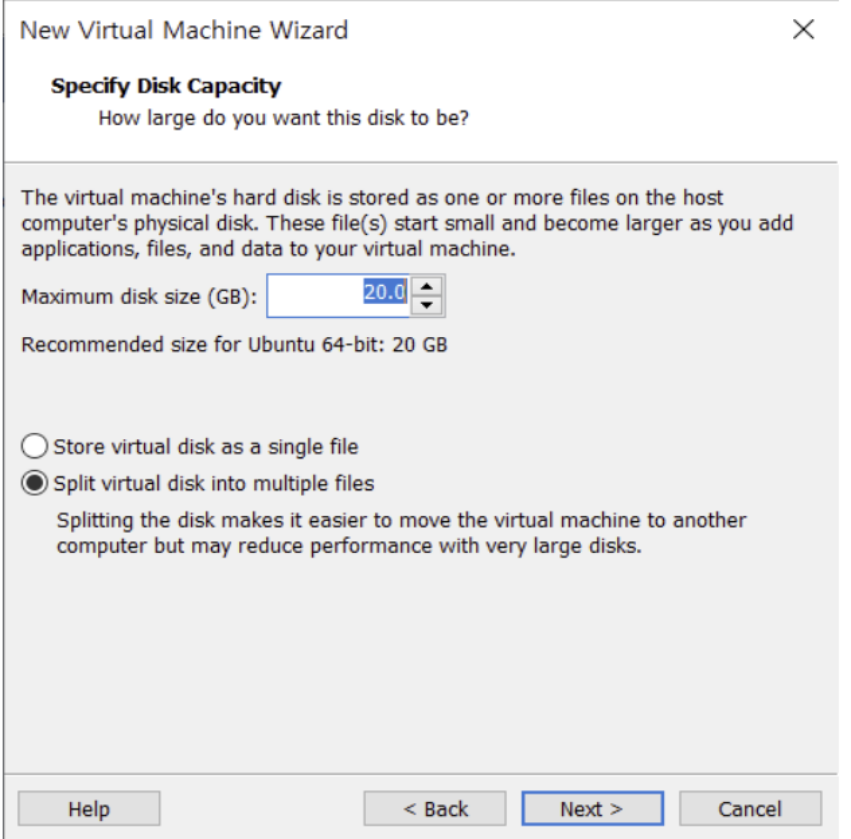 New Virtual Machine Wizard
Specify Disk Capacity
How large do you want this disk to be?
The virtual machine's hard disk is stored as one or more files on the host
computer's physical disk. These file(s) start small and become larger as you add
applications, files, and data to your virtual machine.
Maximum disk size (GB): 20.0
Recommended size for Ubuntu 64-bit: 20 GB
Store virtual disk as a single file
Split virtual disk into multiple files
Splitting the disk makes it easier to move the virtual machine to another
computer but may reduce performance with very large disks.
Help < Back Next > Cancel